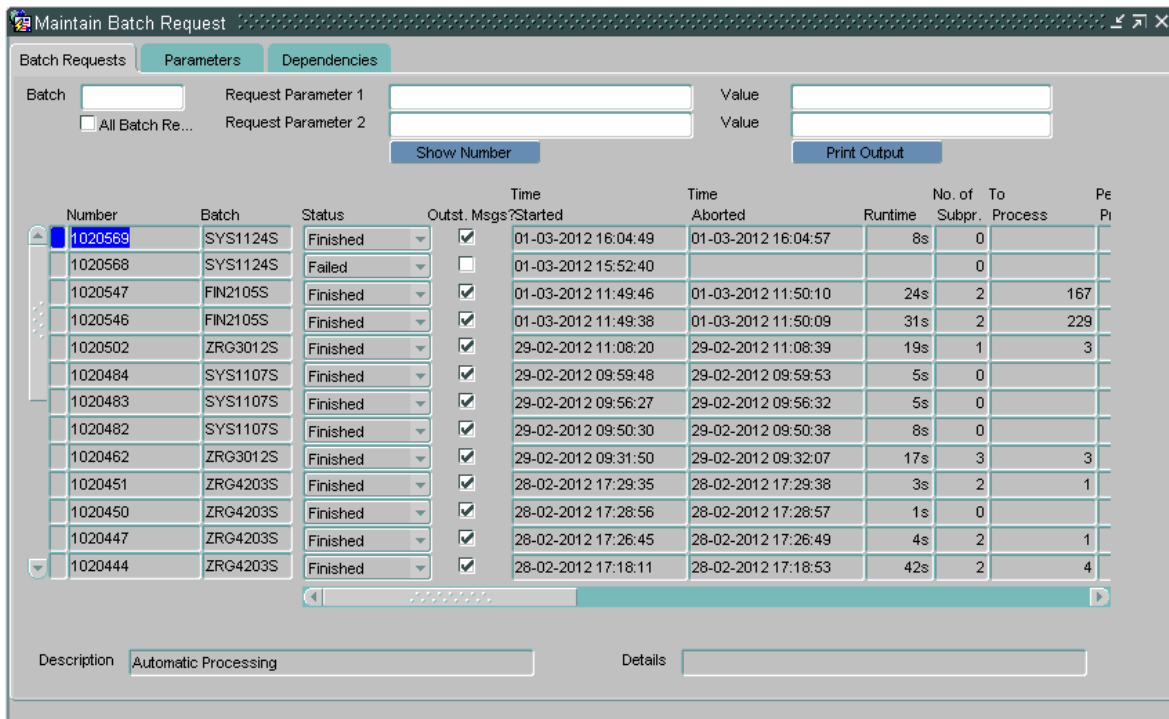 Maintain Batch Request
Batch Requests Parameters Dependencies
Batch Request Parameter 1 Value
All Batch Re... Request Parameter 2 Value
Show Number Print Output
Time Time No. of To Pe
Number Batch Status Outst. Msgs? Started Aborted Runtime Subpr. Process Pr
1020569 SYS1124S Finished 01-03-2012 16:04:49 01-03-2012 16:04:57 8s 0
1020568 SYS1124S Failed 01-03-2012 15:52:40 0
1020547 FIN2105S Finished 01-03-2012 11:49:46 01-03-2012 11:50:10 24s 2 167
1020546 FIN2105S Finished 01-03-2012 11:49:38 01-03-2012 11:50:09 31s 2 229
1020502 ZRG3012S Finished 29-02-2012 11:08:20 29-02-2012 11:08:39 19s 1 3
1020484 SYS1107S Finished 29-02-2012 09:59:48 29-02-2012 09:59:53 5s 0
1020483 SYS1107S Finished 29-02-2012 09:56:27 29-02-2012 09:56:32 5s 0
1020482 SYS1107S Finished 29-02-2012 09:50:30 29-02-2012 09:50:38 8s 0
1020462 ZRG3012S Finished 29-02-2012 09:31:50 29-02-2012 09:32:07 17s 3 3
1020451 ZRG4203S Finished 28-02-2012 17:29:35 28-02-2012 17:29:38 3s 2 1
1020450 ZRG4203S Finished 28-02-2012 17:28:56 28-02-2012 17:28:57 1s 0
1020447 ZRG4203S Finished 28-02-2012 17:26:45 28-02-2012 17:26:49 4s 2 1
1020444 ZRG4203S Finished 28-02-2012 17:18:11 28-02-2012 17:18:53 42s 2 4
Description Automatic Processing Details